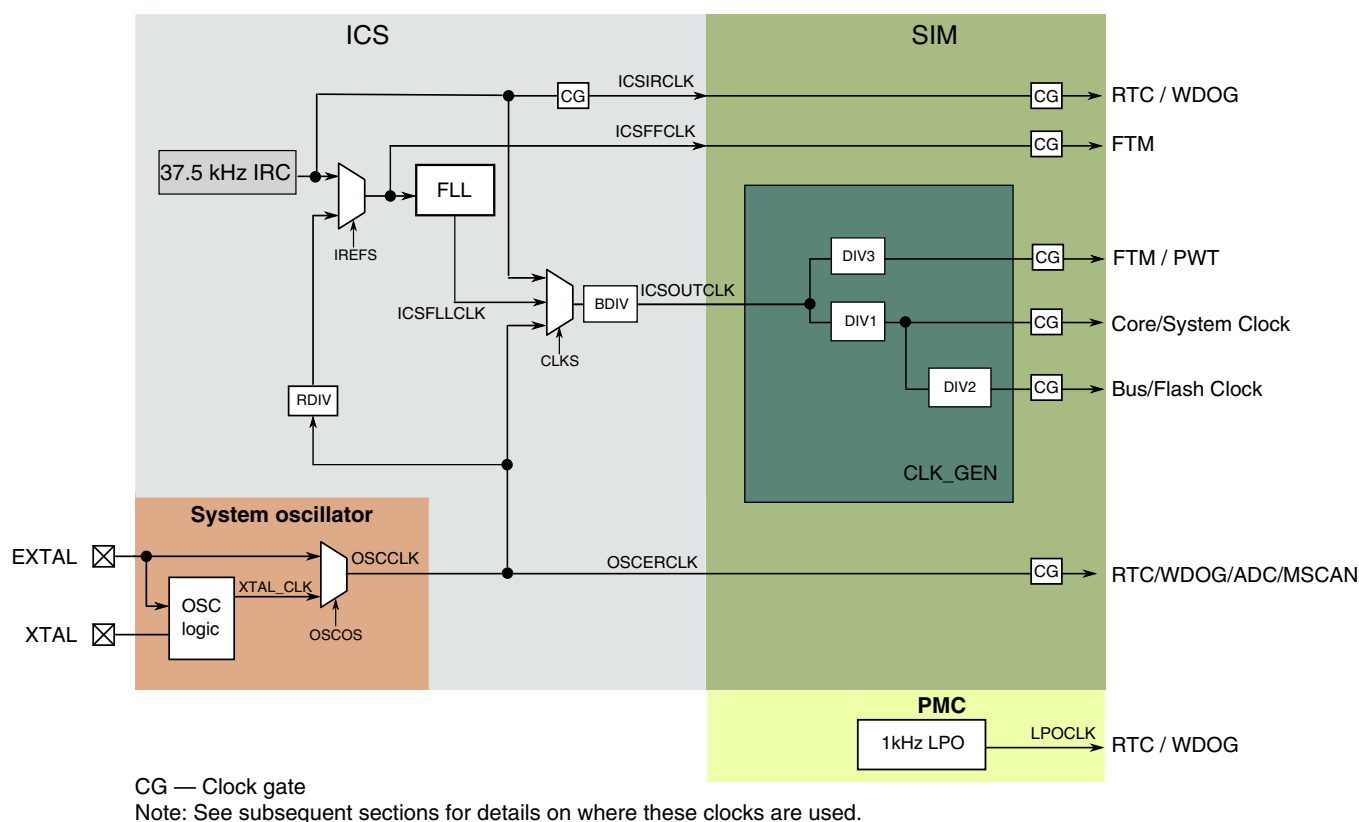 ICS
SIM
ICSIRCLK
CG
CG
RTC / WDOG
ICSFFCLK
CG
FTM
37.5 kHz IRC
FLL
IREFS
DIV3
CG
FTM / PWT
ICSFLLCLK
BDIV
ICSOUTCLK
DIV1
CG
Core/System Clock
CLKS
DIV2
CG
Bus/Flash Clock
RDIV
CLK_GEN
System oscillator
EXTAL
OSCCLK
OSCERCLK
CG
RTC/WDOG/ADC/MSCAN
XTAL_CLK
OSC
logic
XTAL
OSCOS
PMC
1kHz LPO
LPOCLK
RTC / WDOG
CG — Clock gate
Note: See subsequent sections for details on where these clocks are used.